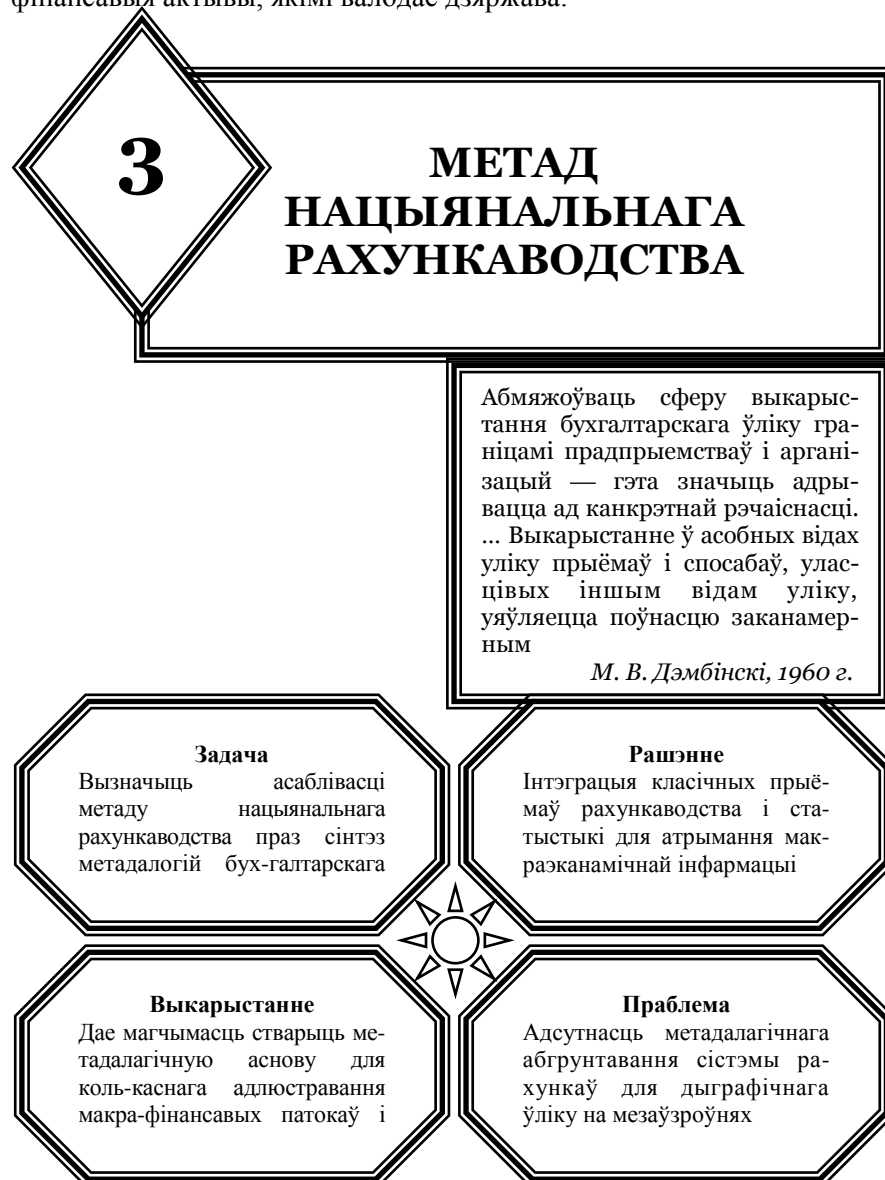 фінансавыя актывы, якімі валодае дзяржава.
3
МЕТАД
НАЦЫЯНАЛЬНАГА
РАХУНКАВОДСТВА
Абмяжоўваць сферу выкарыс-
тання бухгалтарскага ўліку гра-
ніцамі прадпрыемстваў і аргані-
зацый — гэта значыць адры-
вацца ад канкрэтнай рэчаіснасці.
... Выкарыстанне ў асобных відах
уліку прыёмаў і спосабаў, улас-
цівых іншым відам уліку,
уяўляецца поўнасцю заканамер-
ным
М. В. Дэмбінскі, 1960 г.
Задача
Вызначыць асаблівасці
метаду нацыянальнага
рахункаводства праз сінтэз
метадалогій бух-галтарскага
Рашэнне
Інтэграцыя класічных прыё-
маў рахункаводства і ста-
тыстыкі для атрымання мак-
раэканамічнай інфармацыі
Выкарыстанне
Дае магчымасць стварыць ме-
тадалагічную аснову для
коль-каснага адлюстравання
макра-фінансавых патокаў і
Праблема
Адсутнасць метадалагічнага
абгрунтавання сістэмы ра-
хункаў для дыграфічнага
ўліку на мезаўзроўнях